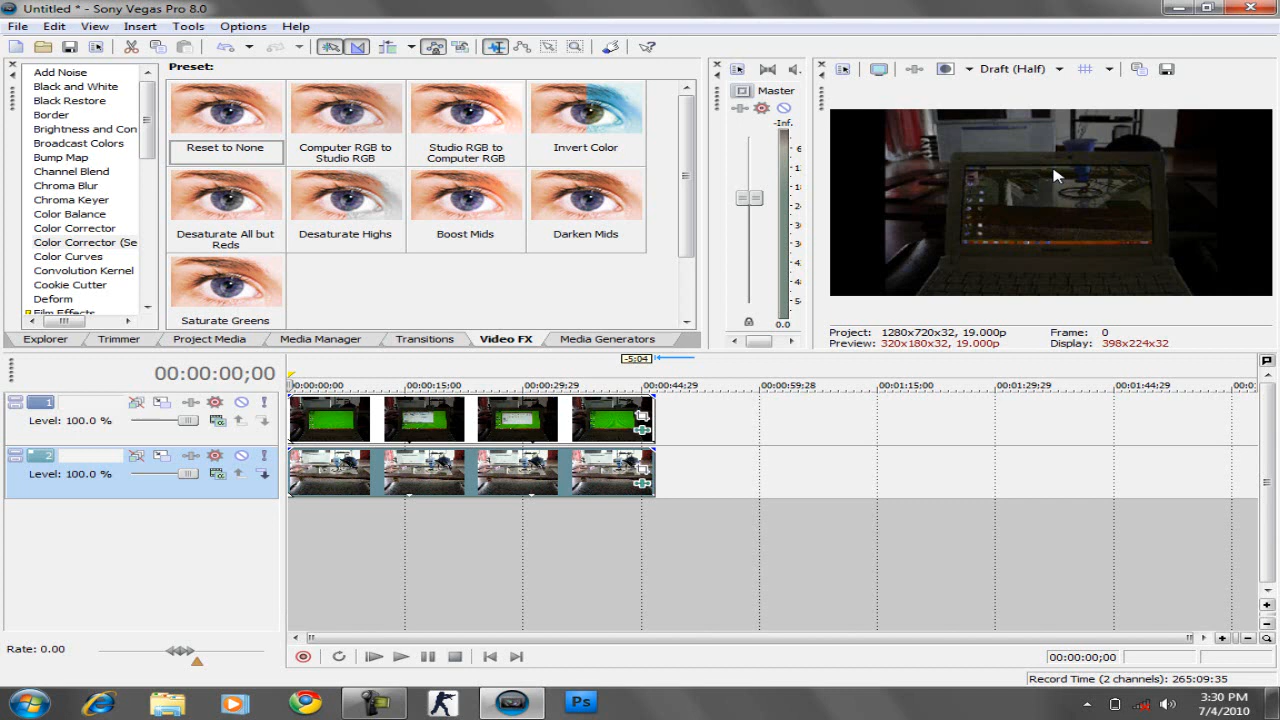 Untitled * - Sony Vegas Pro 8.0
File Edit View Insert Tools Options Help
Add Noise
Black and White
Black Restore
Border
Brightness and Con
Broadcast Colors
Bump Map
Channel Blend
Chroma Blur
Chroma Keyer
Color Balance
Color Corrector
Color Corrector (Se
Color Curves
Convolution Kernel
Cookie Cutter
Deform
Film Effects
Preset:
Reset to None
Computer RGB to
Studio RGB
Studio RGB to
Computer RGB
Invert Color
Desaturate All but
Reds
Desaturate Highs
Boost Mids
Darken Mids
Saturate Greens
Explorer Trimmer Project Media Media Manager Transitions Video FX Media Generators
Master
-Inf.
0.0
Draft (Half)
Project: 1280x720x32, 19.000p
Preview: 320x180x32, 19.000p
Frame: 0
Display: 398x224x32
-5:04
00:00:00;00
00:00:00 00:00:15:00 00:00:29:29 00:00:44:29 00:00:59:28 00:01:15:00 00:01:29:29 00:01:44:29
1
Level: 100.0 %
2
Level: 100.0 %
Rate: 0.00
00:00:00;00
Record Time (2 channels): 265:09:35
Ps
3:30 PM
7/4/2010